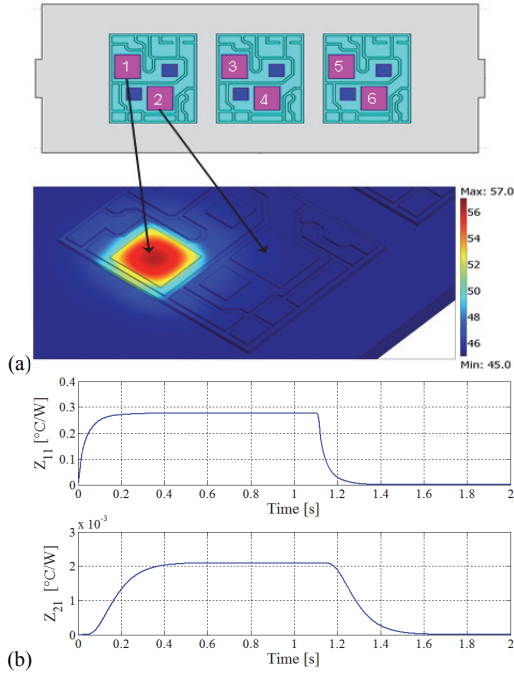 1 3 5
2 4 6
Max: 57.0
56
54
52
50
48
46
Min: 45.0
(a)
0.4
0.3
0.2
0.1
0
Z11 [°C/W]
0 0.2 0.4 0.6 0.8 1 1.2 1.4 1.6 1.8 2
Time [s]
x 10-3
3
2
1
0
Z21 [°C/W]
0 0.2 0.4 0.6 0.8 1 1.2 1.4 1.6 1.8 2
Time [s]
(b)